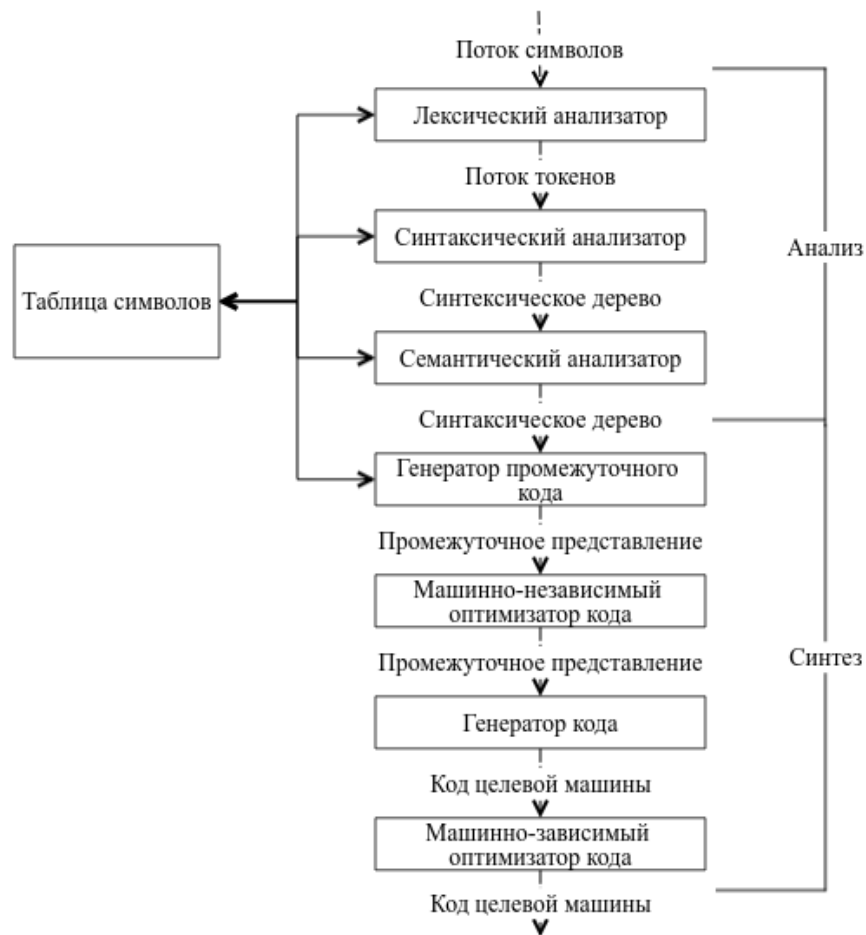 Поток символов
Лексический анализатор
Поток токенов
Синтаксический анализатор
Анализ
Таблица символов
Синтексическое дерево
Семантический анализатор
Синтаксическое дерево
Генератор промежуточного
кода
Промежуточное представление
Машинно-независимый
оптимизатор кода
Промежуточное представление
Синтез
Генератор кода
Код целевой машины
Машинно-зависимый
оптимизатор кода
Код целевой машины